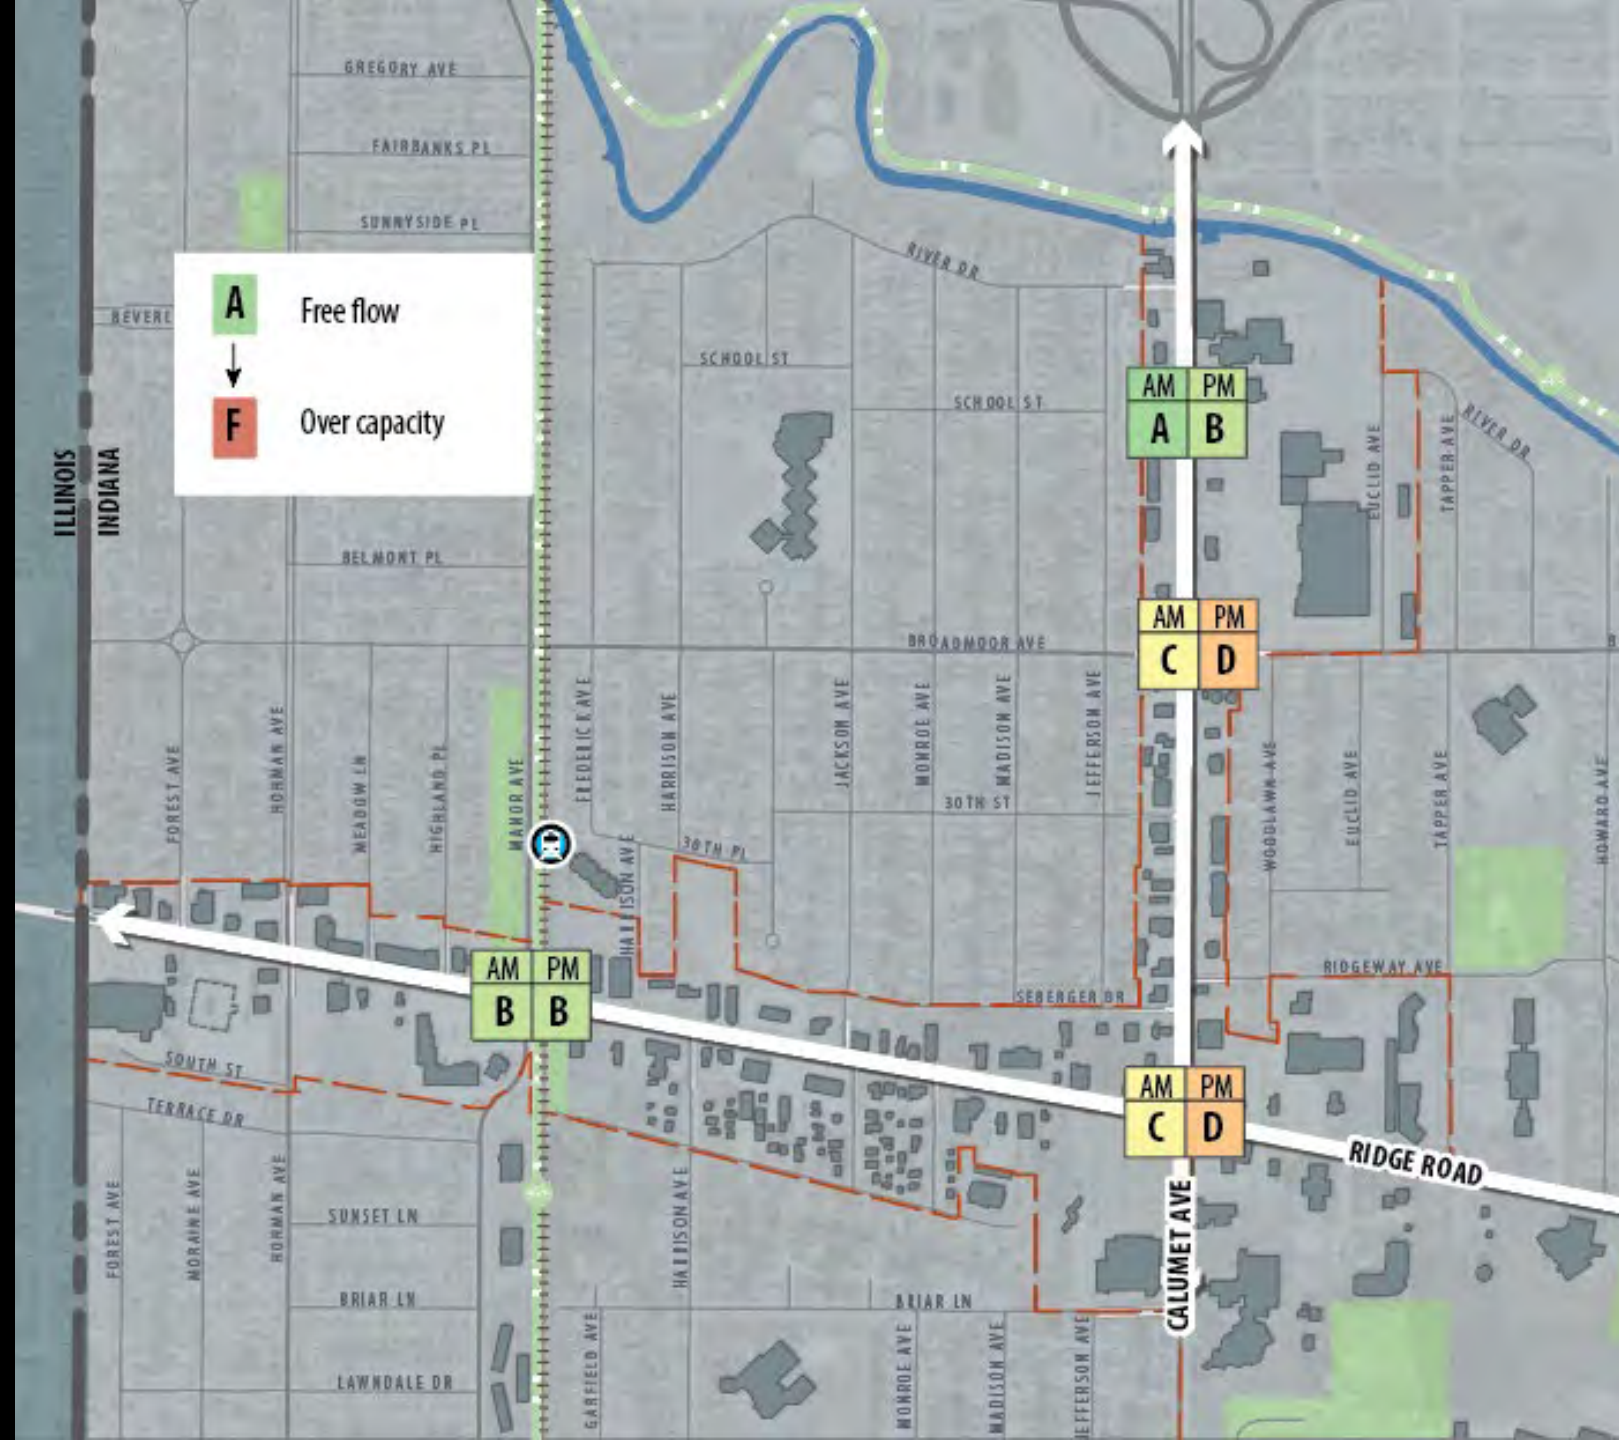 GREGORY AVE
FAIRBANKS PL
SUNNYSIDE PL
RIVER DR
A Free flow
BEVERL
F Over capacity
SCHOOL ST
SCHOOL ST
AM PM
A B
RIVER DR
EUCLID AVE
TAPPER AVE
ILLINOIS
INDIANA
BELMONT PL
BROADMOOR AVE
AM PM
C D
B
FOREST AVE
HOHMAN AVE
MEADOW LN
HIGHLAND PL
MANOR AVE
FREDERICK AVE
HARRISON AVE
JACKSON AVE
MONROE AVE
MADISON AVE
JEFFERSON AVE
WOODLAWN AVE
EUCLID AVE
TAPPER AVE
HOWARD AVE
30TH ST
30TH PL
HARRISON AVE
AM PM
B B
SEBERGER DR
RIDGEWAY AVE
SOUTH ST
TERRACE DR
AM PM
C D
RIDGE ROAD
CALUMET AVE
FOREST AVE
MORAINE AVE
HOHMAN AVE
SUNSET LN
HARRISON AVE
BRIAR LN
BRIAR LN
LAWNDALE DR
GARFIELD AVE
MONROE AVE
MADISON AVE
JEFFERSON AVE